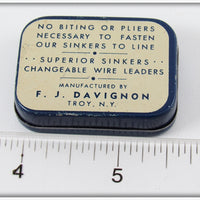 NO BITING OR PLIERS
NECESSARY TO FASTEN
OUR SINKERS TO LINE
··SUPERIOR SINKERS··
CHANGEABLE WIRE LEADERS
MANUFACTURED BY
F. J. DAVIGNON
TROY, N.Y.
4 5